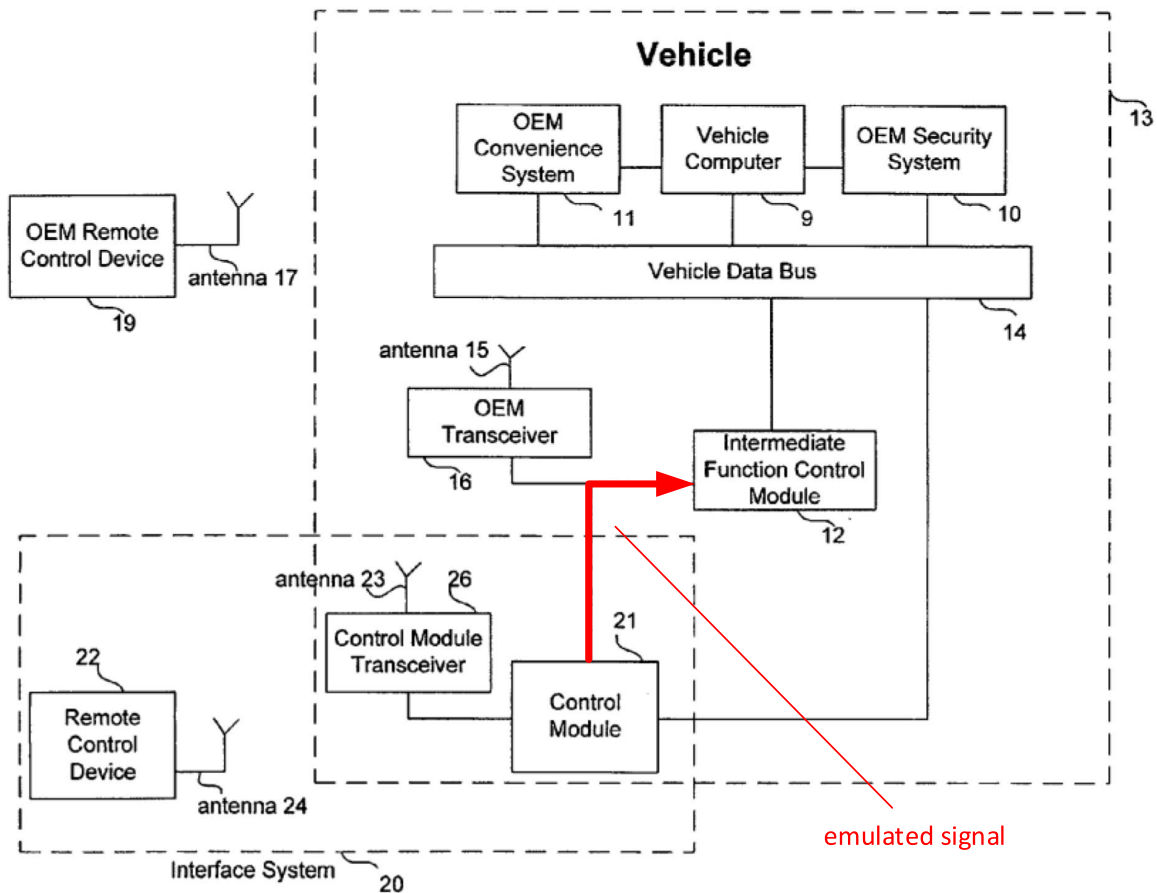 Vehicle
13
OEM
Convenience
System
11
Vehicle
Computer
9
OEM Security
System
10
OEM Remote
Control Device
19
antenna 17
Vehicle Data Bus
14
antenna 15
OEM
Transceiver
16
Intermediate
Function Control
Module
12
antenna 23
26
Control Module
Transceiver
21
Control
Module
22
Remote
Control
Device
antenna 24
emulated signal
Interface System
20